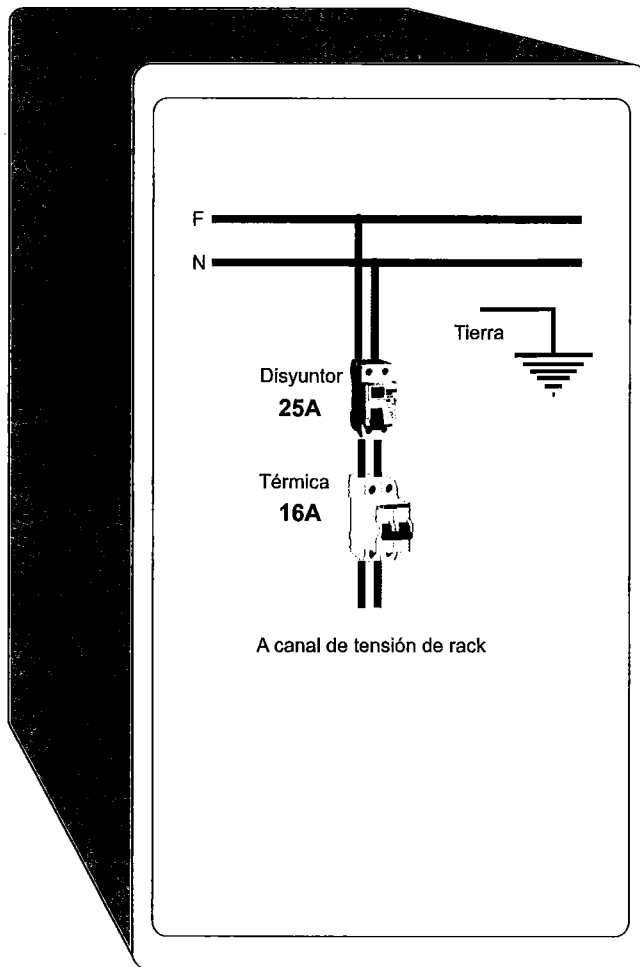 F
N
Tierra
Disyuntor
25A
Térmica
16A
A canal de tensión de rack